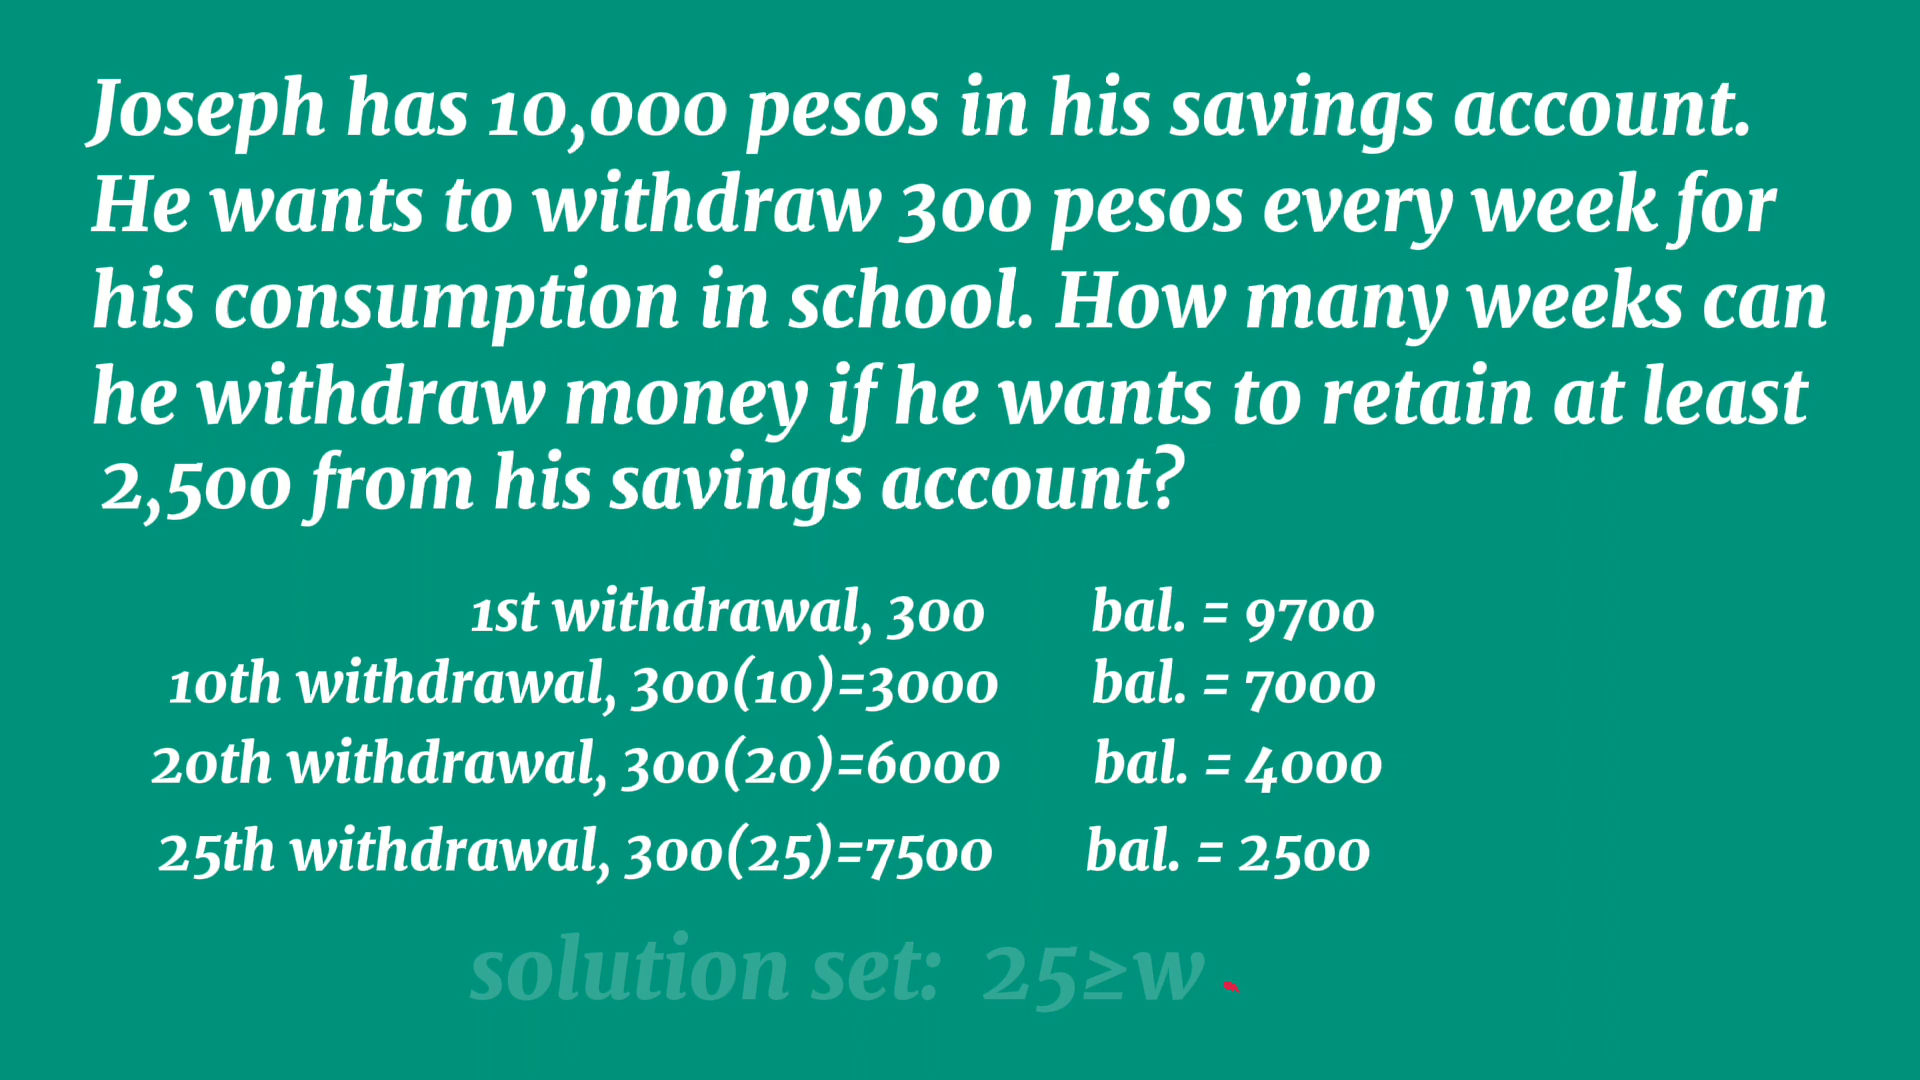 Joseph has 10,000 pesos in his savings account.
He wants to withdraw 300 pesos every week for
his consumption in school. How many weeks can
he withdraw money if he wants to retain at least
2,500 from his savings account?
1st withdrawal, 300 bal. = 9700
10th withdrawal, 300(10)=3000 bal. = 7000
20th withdrawal, 300(20)=6000 bal. = 4000
25th withdrawal, 300(25)=7500 bal. = 2500
solution set: 25≥w